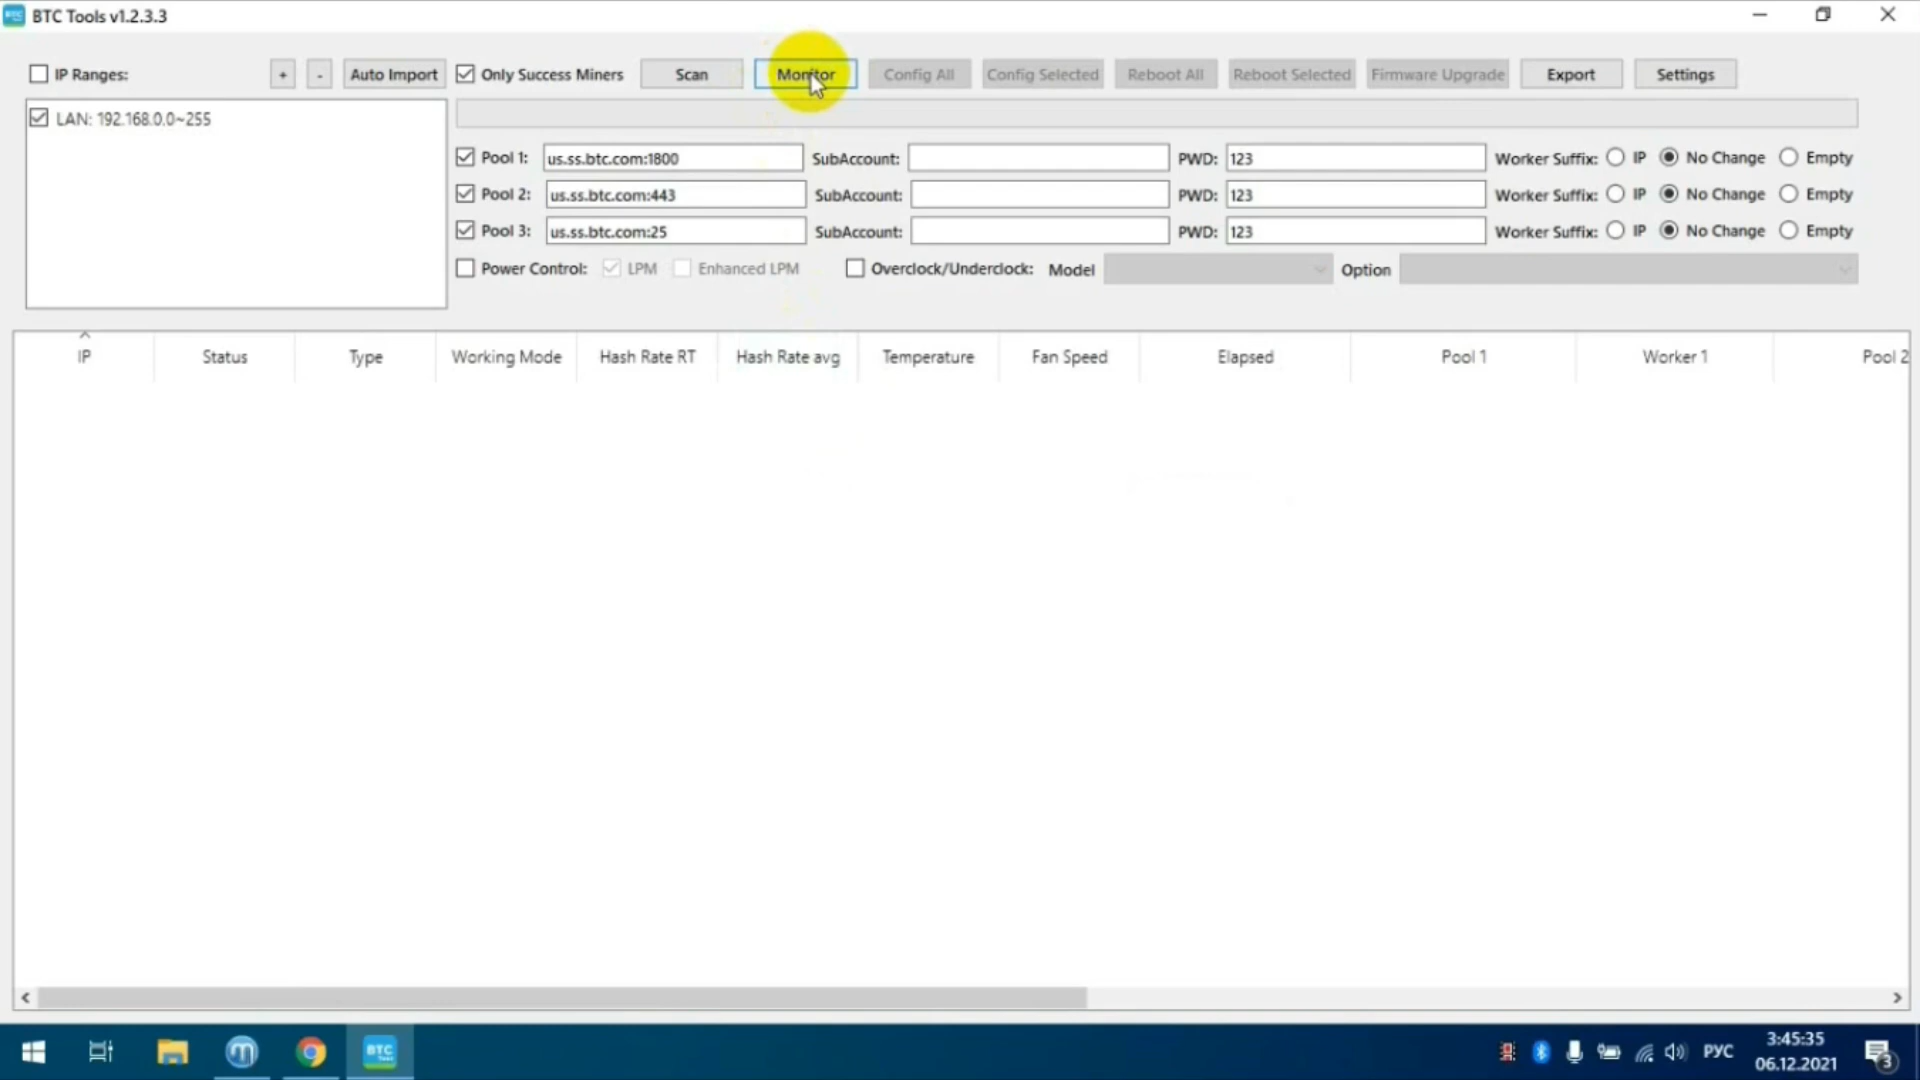 BTC Tools v1.2.3.3
IP Ranges: + - Auto Import Only Success Miners Scan Monitor Config All Config Selected Reboot All Reboot Selected Firmware Upgrade Export Settings
LAN: 192.168.0.0~255
Pool 1: us.ss.btc.com:1800 SubAccount: PWD: 123 Worker Suffix: IP No Change Empty
Pool 2: us.ss.btc.com:443 SubAccount: PWD: 123 Worker Suffix: IP No Change Empty
Pool 3: us.ss.btc.com:25 SubAccount: PWD: 123 Worker Suffix: IP No Change Empty
Power Control: LPM Enhanced LPM Overclock/Underclock: Model Option
IP Status Type Working Mode Hash Rate RT Hash Rate avg Temperature Fan Speed Elapsed Pool 1 Worker 1 Pool 2
BTC Tools
РУС
3:45:35
06.12.2021
3